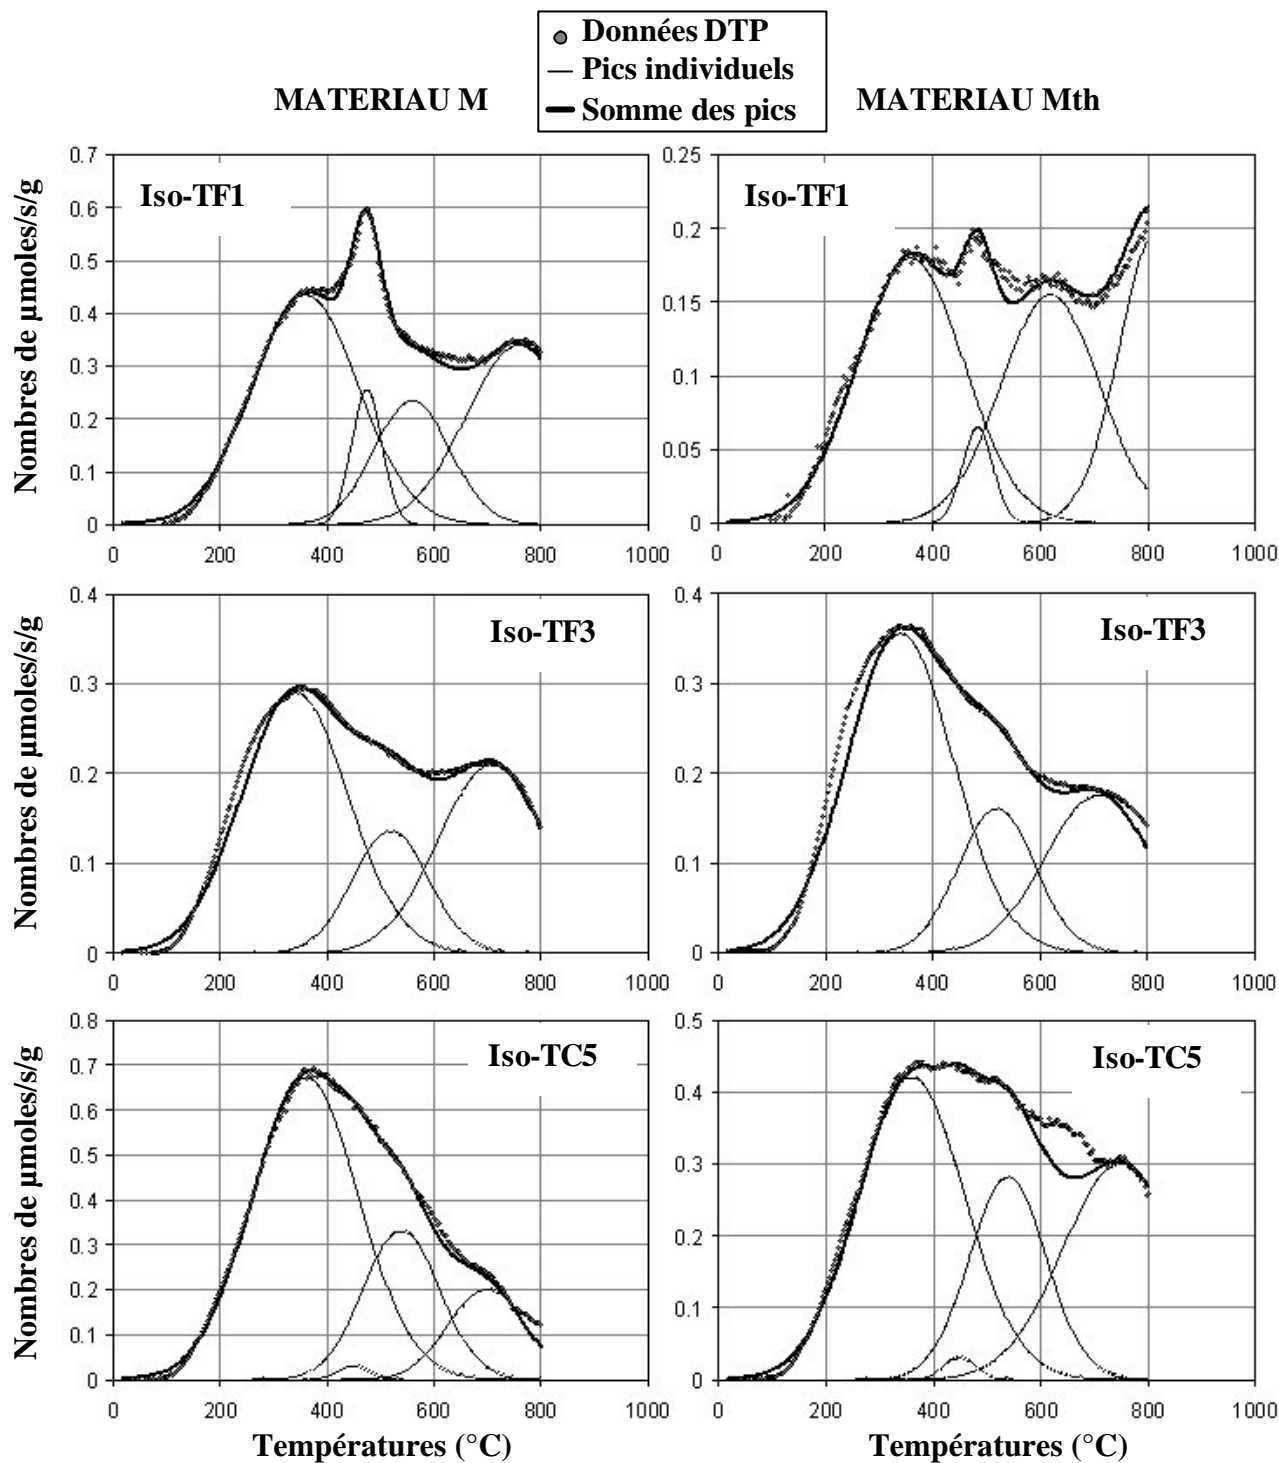 Données DTP
Pics individuels
Somme des pics
MATERIAU M
MATERIAU Mth
Nombres de µmoles/s/g
0.7
0.6
0.5
0.4
0.3
0.2
0.1
0
Iso-TF1
0 200 400 600 800 1000
0.25
0.2
0.15
0.1
0.05
0
Iso-TF1
0 200 400 600 800 1000
Nombres de µmoles/s/g
0.4
0.3
0.2
0.1
0
Iso-TF3
0 200 400 600 800 1000
0.4
0.3
0.2
0.1
0
Iso-TF3
0 200 400 600 800 1000
Nombres de µmoles/s/g
0.8
0.7
0.6
0.5
0.4
0.3
0.2
0.1
0
Iso-TC5
0 200 400 600 800 1000
Températures (°C)
0.5
0.4
0.3
0.2
0.1
0
Iso-TC5
0 200 400 600 800 1000
Températures (°C)